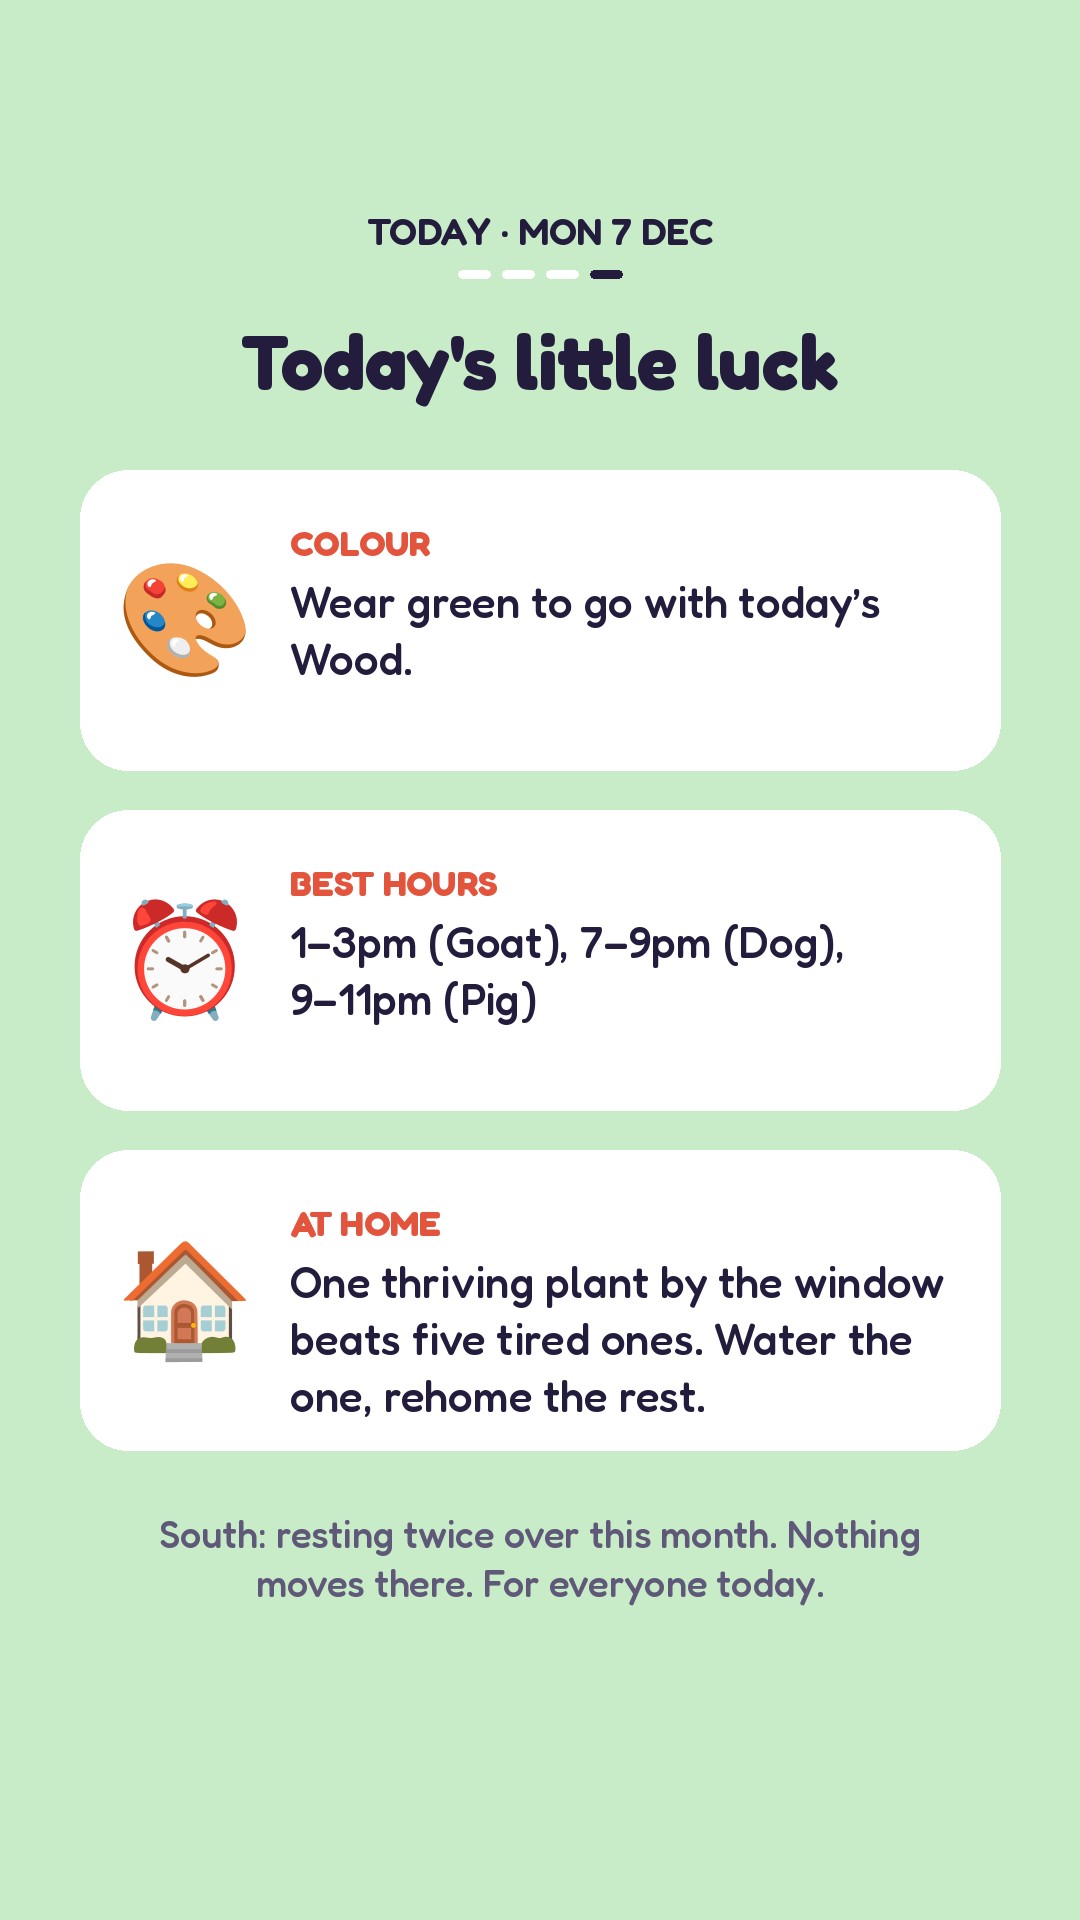 TODAY · MON 7 DEC
Today's little luck
COLOUR
Wear green to go with today’s
Wood.
BEST HOURS
1–3pm (Goat), 7–9pm (Dog),
9–11pm (Pig)
AT HOME
One thriving plant by the window
beats five tired ones. Water the
one, rehome the rest.
South: resting twice over this month. Nothing
moves there. For everyone today.